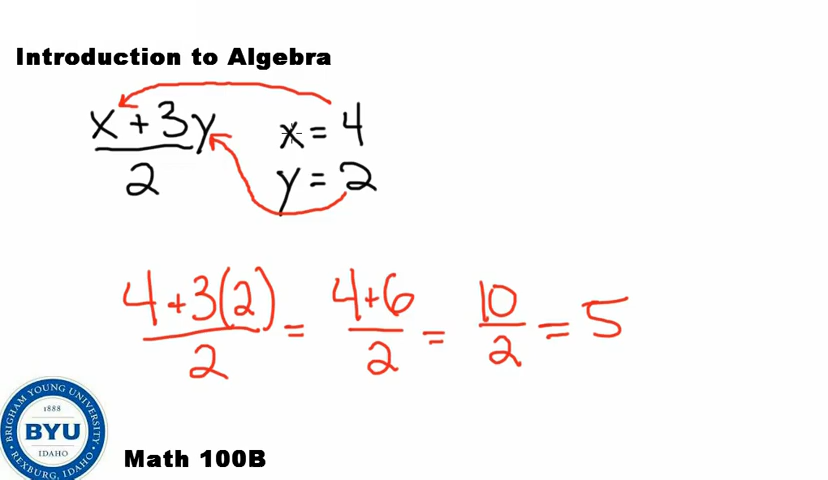 Introduction to Algebra
x + 3y x = 4
2 y = 2
4 + 3(2) = 4 + 6 = 10 = 5
2 2 2
BRIGHAM YOUNG UNIVERSITY
1888
BYU
IDAHO
REXBURG, IDAHO
Math 100B